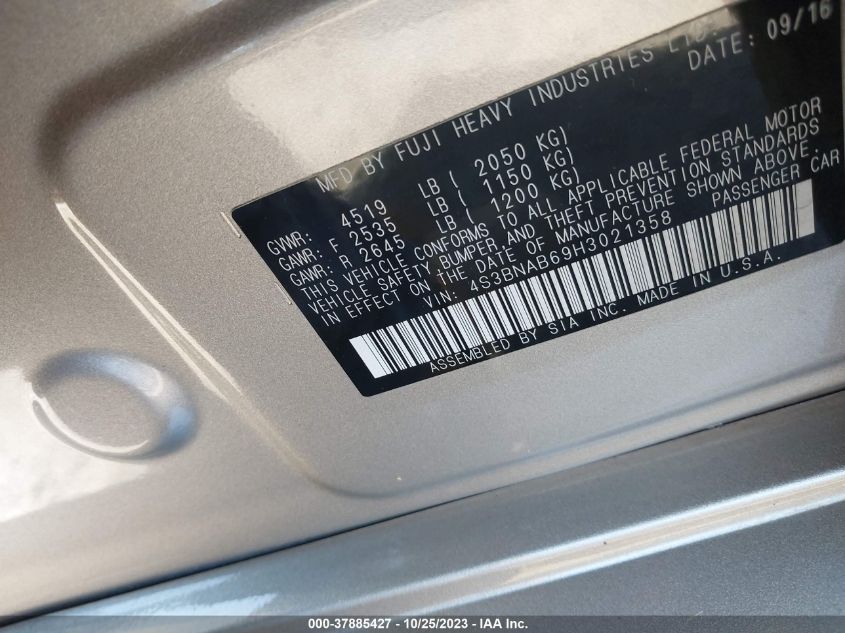 MFD BY FUJI HEAVY INDUSTRIES LTD.
DATE: 09/16
GVWR: 4519 LB ( 2050 KG)
GAWR: F 2535 LB ( 1150 KG)
GAWR: R 2645 LB ( 1200 KG)
THIS VEHICLE CONFORMS TO ALL APPLICABLE FEDERAL MOTOR
VEHICLE SAFETY BUMPER, AND THEFT PREVENTION STANDARDS
IN EFFECT ON THE DATE OF MANUFACTURE SHOWN ABOVE.
VIN: 4S3BNAB69H3021358 PASSENGER CAR
ASSEMBLED BY SIA INC. MADE IN U.S.A.
000-37885427 - 10/25/2023 - IAA Inc.